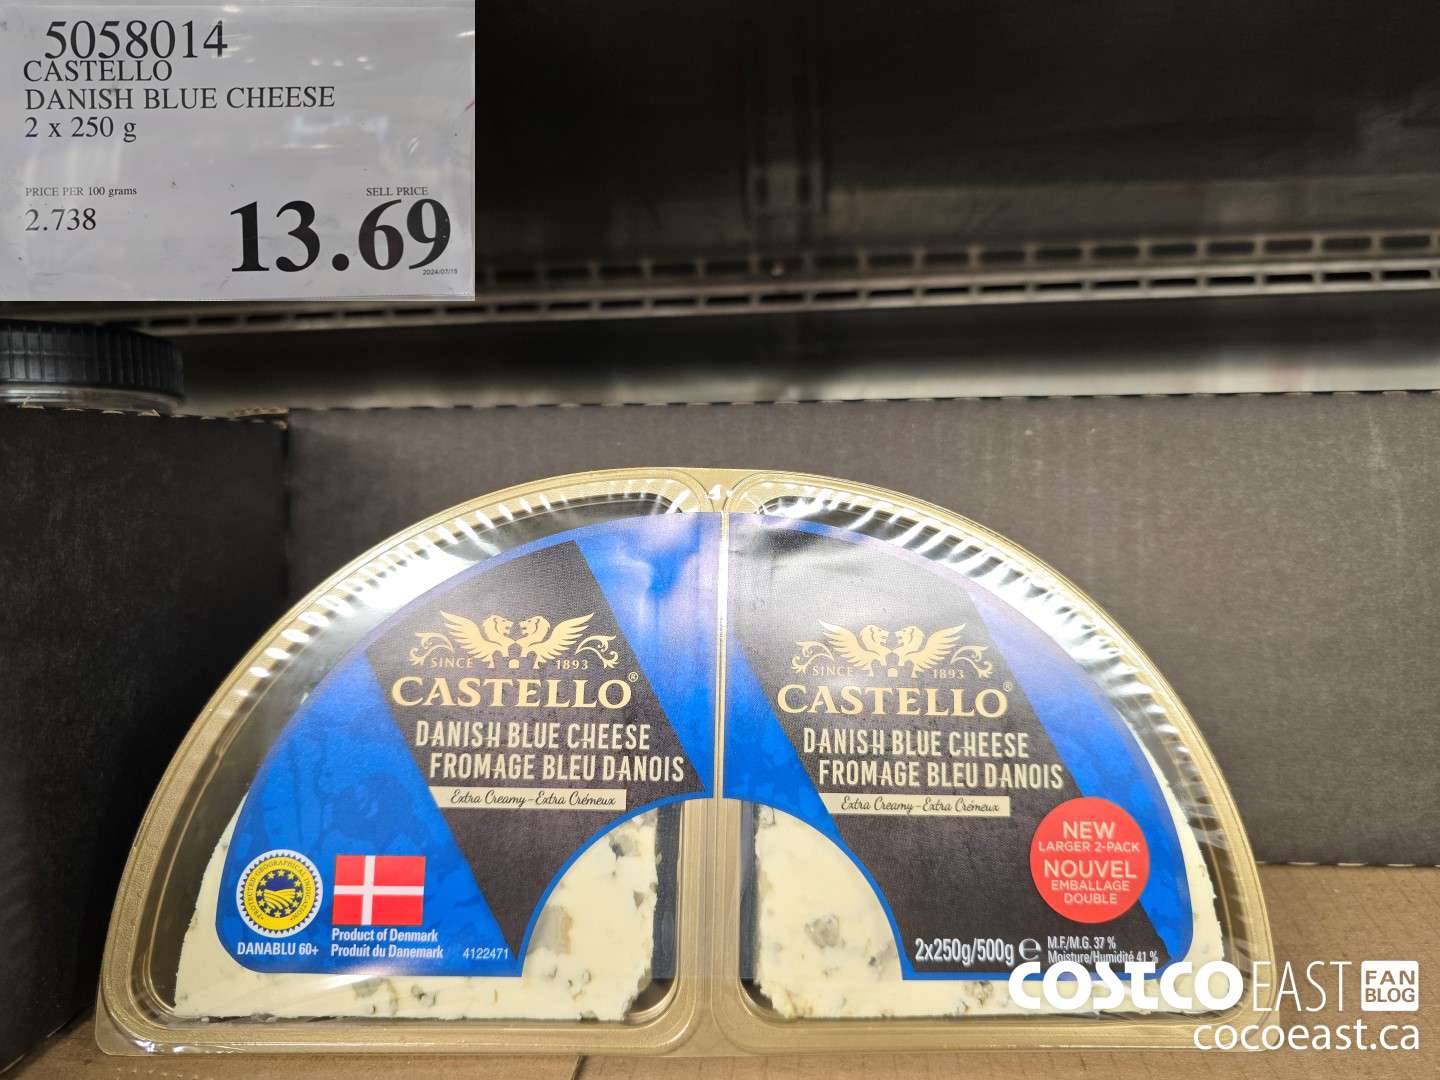 5058014
CASTELLO
DANISH BLUE CHEESE
2 x 250 g
PRICE PER 100 grams
2.738
SELL PRICE
13.69
2024/07/15
SINCE 1893
CASTELLO®
DANISH BLUE CHEESE
FROMAGE BLEU DANOIS
Extra Creamy - Extra Crémeux
PROTECTED GEOGRAPHICAL INDICATION
DANABLU 60+
Product of Denmark
Produit du Danemark
4122471
SINCE 1893
CASTELLO®
DANISH BLUE CHEESE
FROMAGE BLEU DANOIS
Extra Creamy - Extra Crémeux
NEW
LARGER 2-PACK
NOUVEL
EMBALLAGE
DOUBLE
2x250g/500g e
M.F./M.G. 37 %
Moisture/Humidité 41 %
COSTCO EAST FAN BLOG
cocoeast.ca